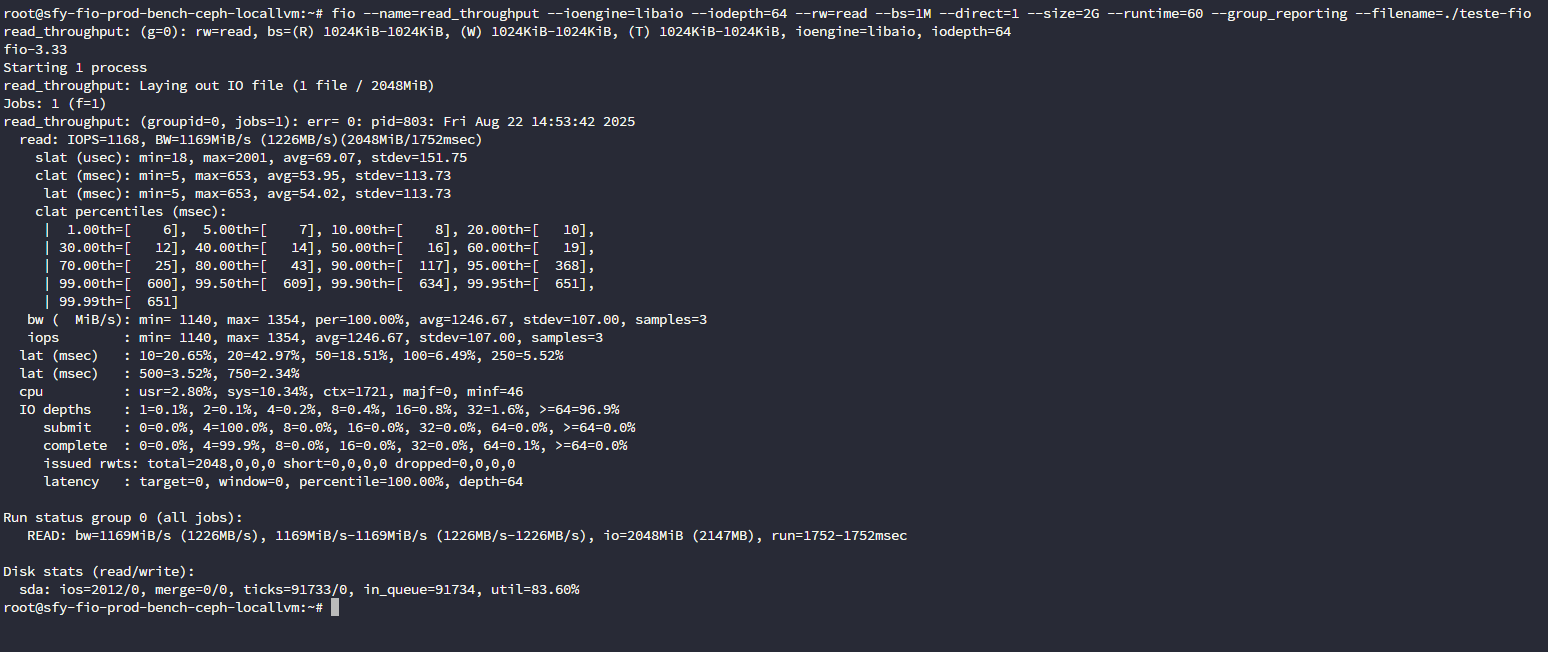 root@sfy-fio-prod-bench-ceph-locallvm:~# fio --name=read_throughput --ioengine=libaio --iodepth=64 --rw=read --bs=1M --direct=1 --size=2G --runtime=60 --group_reporting --filename=./teste-fio
read_throughput: (g=0): rw=read, bs=(R) 1024KiB-1024KiB, (W) 1024KiB-1024KiB, (T) 1024KiB-1024KiB, ioengine=libaio, iodepth=64
fio-3.33
Starting 1 process
read_throughput: Laying out IO file (1 file / 2048MiB)
Jobs: 1 (f=1)
read_throughput: (groupid=0, jobs=1): err= 0: pid=803: Fri Aug 22 14:53:42 2025
  read: IOPS=1168, BW=1169MiB/s (1226MB/s)(2048MiB/1752msec)
    slat (usec): min=18, max=2001, avg=69.07, stdev=151.75
    clat (msec): min=5, max=653, avg=53.95, stdev=113.73
     lat (msec): min=5, max=653, avg=54.02, stdev=113.73
    clat percentiles (msec):
     |  1.00th=[    6],  5.00th=[    7], 10.00th=[    8], 20.00th=[   10],
     | 30.00th=[   12], 40.00th=[   14], 50.00th=[   16], 60.00th=[   19],
     | 70.00th=[   25], 80.00th=[   43], 90.00th=[  117], 95.00th=[  368],
     | 99.00th=[  600], 99.50th=[  609], 99.90th=[  634], 99.95th=[  651],
     | 99.99th=[  651]
   bw (  MiB/s): min= 1140, max= 1354, per=100.00%, avg=1246.67, stdev=107.00, samples=3
   iops        : min= 1140, max= 1354, avg=1246.67, stdev=107.00, samples=3
  lat (msec)   : 10=20.65%, 20=42.97%, 50=18.51%, 100=6.49%, 250=5.52%
  lat (msec)   : 500=3.52%, 750=2.34%
  cpu          : usr=2.80%, sys=10.34%, ctx=1721, majf=0, minf=46
  IO depths    : 1=0.1%, 2=0.1%, 4=0.2%, 8=0.4%, 16=0.8%, 32=1.6%, >=64=96.9%
     submit    : 0=0.0%, 4=100.0%, 8=0.0%, 16=0.0%, 32=0.0%, 64=0.0%, >=64=0.0%
     complete  : 0=0.0%, 4=99.9%, 8=0.0%, 16=0.0%, 32=0.0%, 64=0.1%, >=64=0.0%
     issued rwts: total=2048,0,0,0 short=0,0,0,0 dropped=0,0,0,0
     latency   : target=0, window=0, percentile=100.00%, depth=64

Run status group 0 (all jobs):
   READ: bw=1169MiB/s (1226MB/s), 1169MiB/s-1169MiB/s (1226MB/s-1226MB/s), io=2048MiB (2147MB), run=1752-1752msec

Disk stats (read/write):
  sda: ios=2012/0, merge=0/0, ticks=91733/0, in_queue=91734, util=83.60%
root@sfy-fio-prod-bench-ceph-locallvm:~#